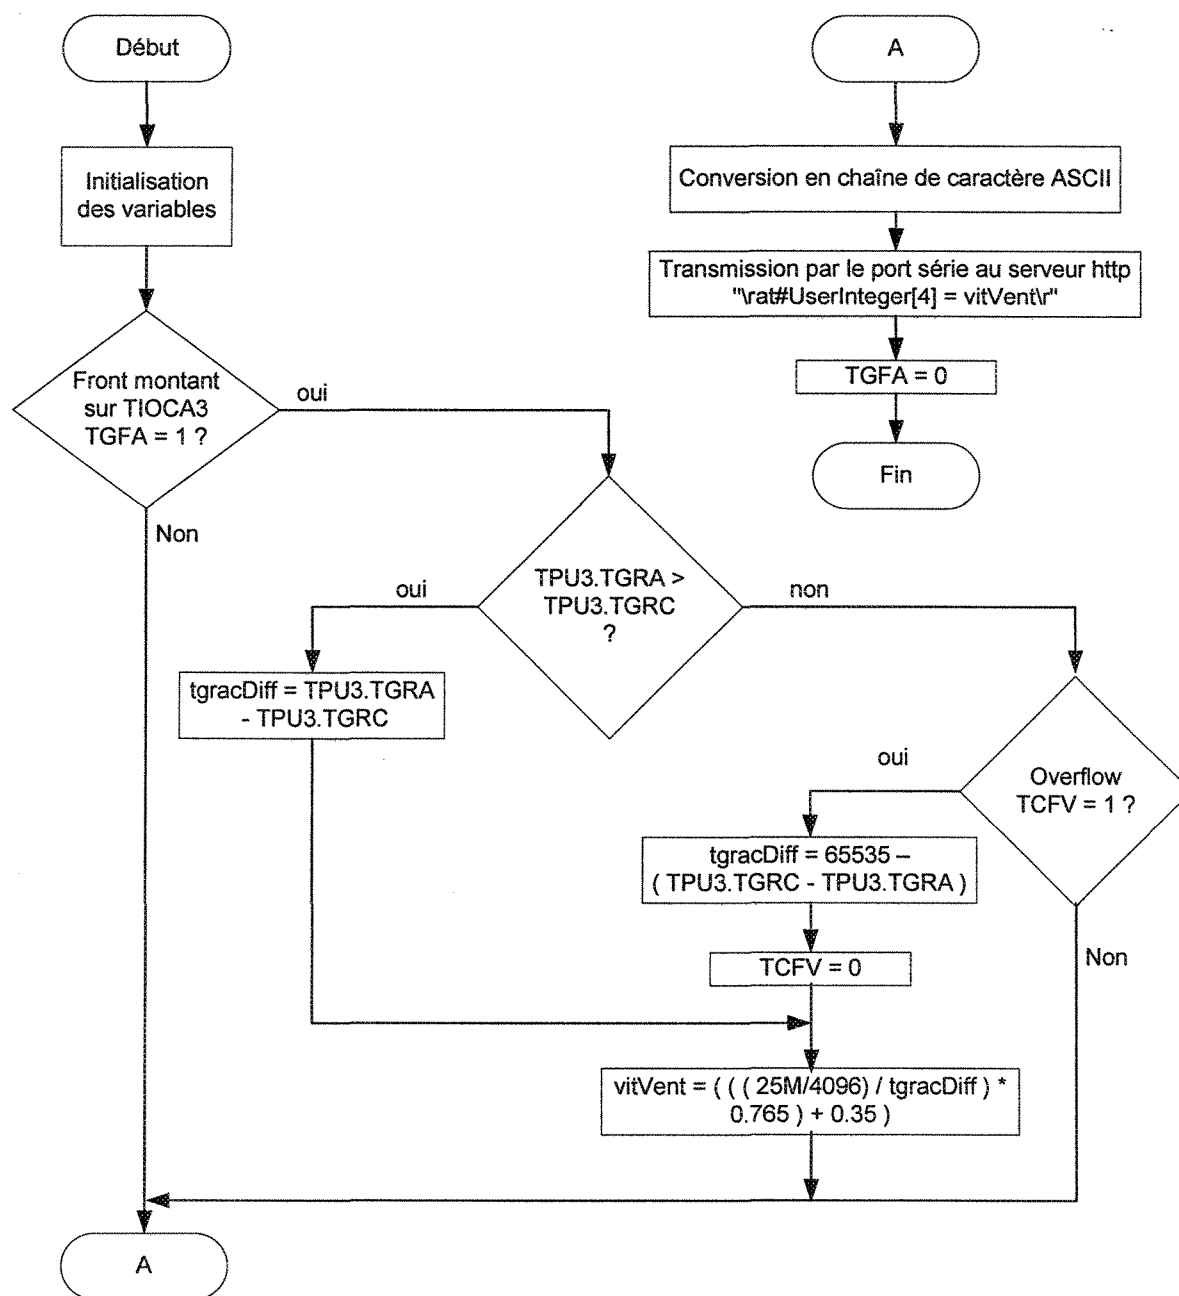 Début
Initialisation
des variables
Front montant
sur TIOCA3
TGFA = 1 ?
oui
Non
TPU3.TGRA >
TPU3.TGRC
?
oui
non
tgracDiff = TPU3.TGRA
- TPU3.TGRC
Overflow
TCFV = 1 ?
oui
Non
tgracDiff = 65535 –
( TPU3.TGRC - TPU3.TGRA )
TCFV = 0
vitVent = ( ( ( 25M/4096) / tgracDiff ) *
0.765 ) + 0.35 )
A
A
Conversion en chaîne de caractère ASCII
Transmission par le port série au serveur http
"\rat#UserInteger[4] = vitVent\r"
TGFA = 0
Fin